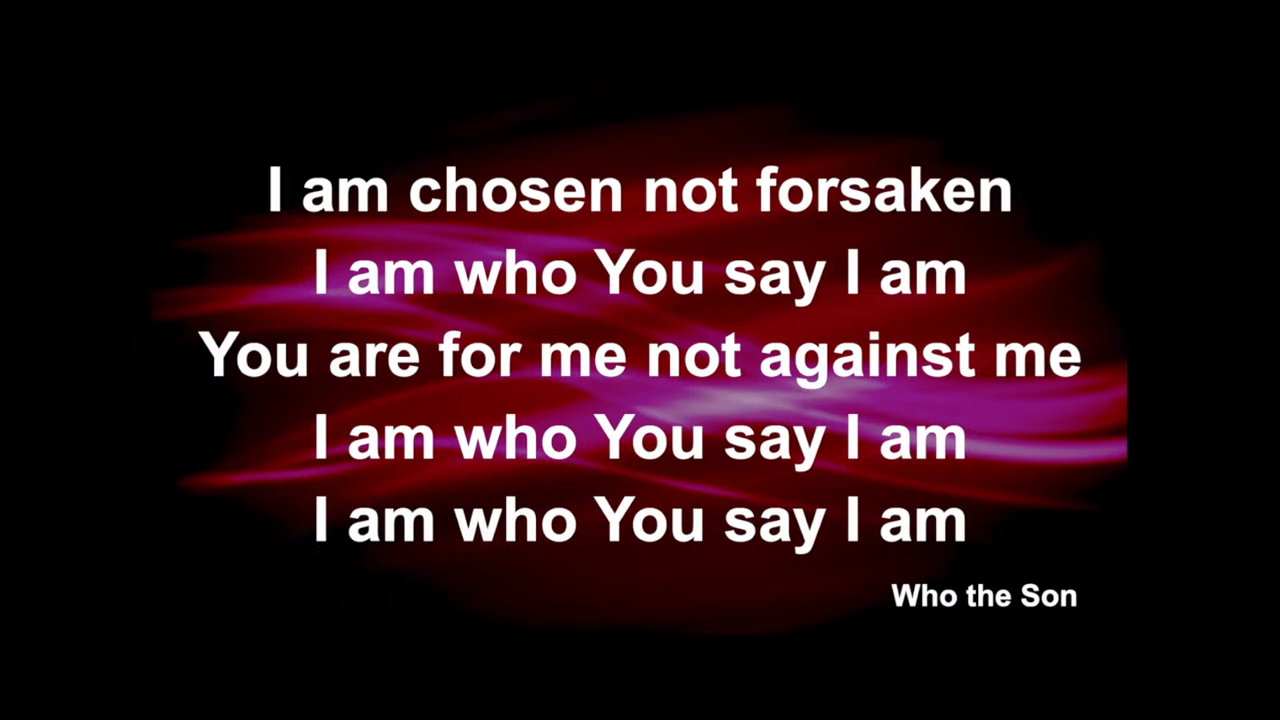 I am chosen not forsaken
I am who You say I am
You are for me not against me
I am who You say I am
I am who You say I am
Who the Son